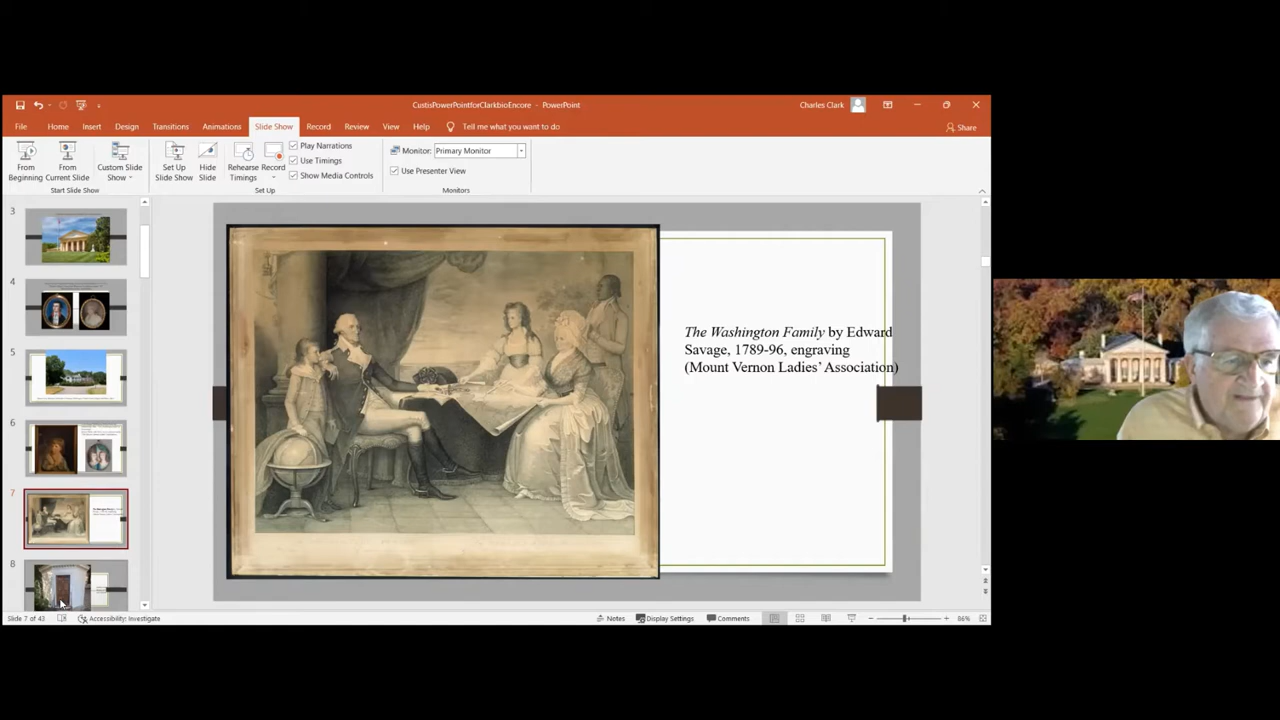 CustisPowerPointforClarkbioEncore - PowerPoint
Charles Clark
File Home Insert Design Transitions Animations Slide Show Record Review View Help Tell me what you want to do
Share
From Beginning
From Current Slide
Custom Slide Show
Start Slide Show
Set Up Slide Show
Hide Slide
Rehearse Timings
Record
Play Narrations
Use Timings
Show Media Controls
Set Up
Monitor: Primary Monitor
Use Presenter View
Monitors
3
4
5
6
7
8
The Washington Family by Edward
Savage, 1789-96, engraving
(Mount Vernon Ladies' Association)
Slide 7 of 43 Accessibility: Investigate Notes Display Settings Comments 86%